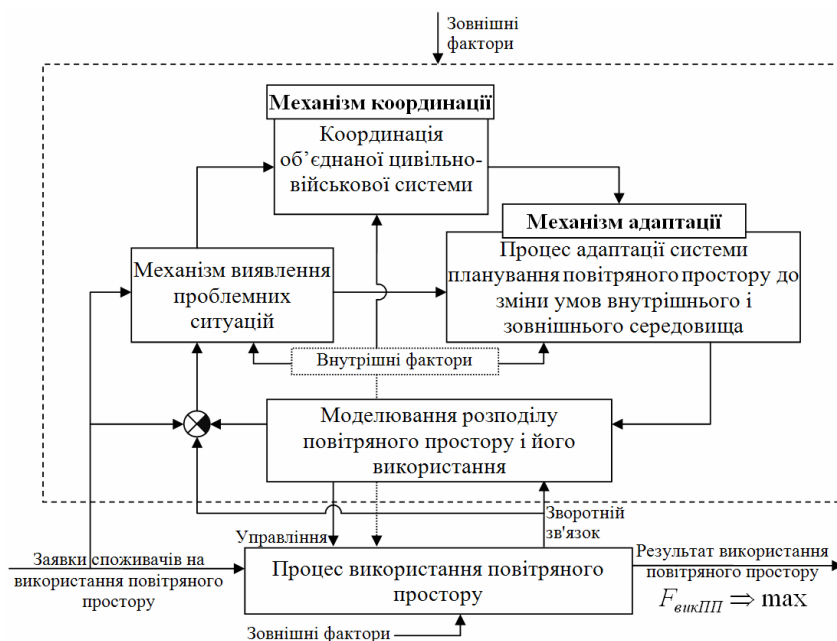 Зовнішні
фактори
Механізм координації
Координація
об’єднаної цивільно-
військової системи
Механізм адаптації
Процес адаптації системи
планування повітряного простору до
зміни умов внутрішнього і
зовнішнього середовища
Механізм виявлення
проблемних
ситуацій
Внутрішні фактори
Моделювання розподілу
повітряного простору і його
використання
Зворотній
зв'язок
Управління
Заявки споживачів на
використання повітряного
простору
Процес використання повітряного
простору
Результат використання
повітряного простору
F викПП ⇒ max
Зовнішні фактори